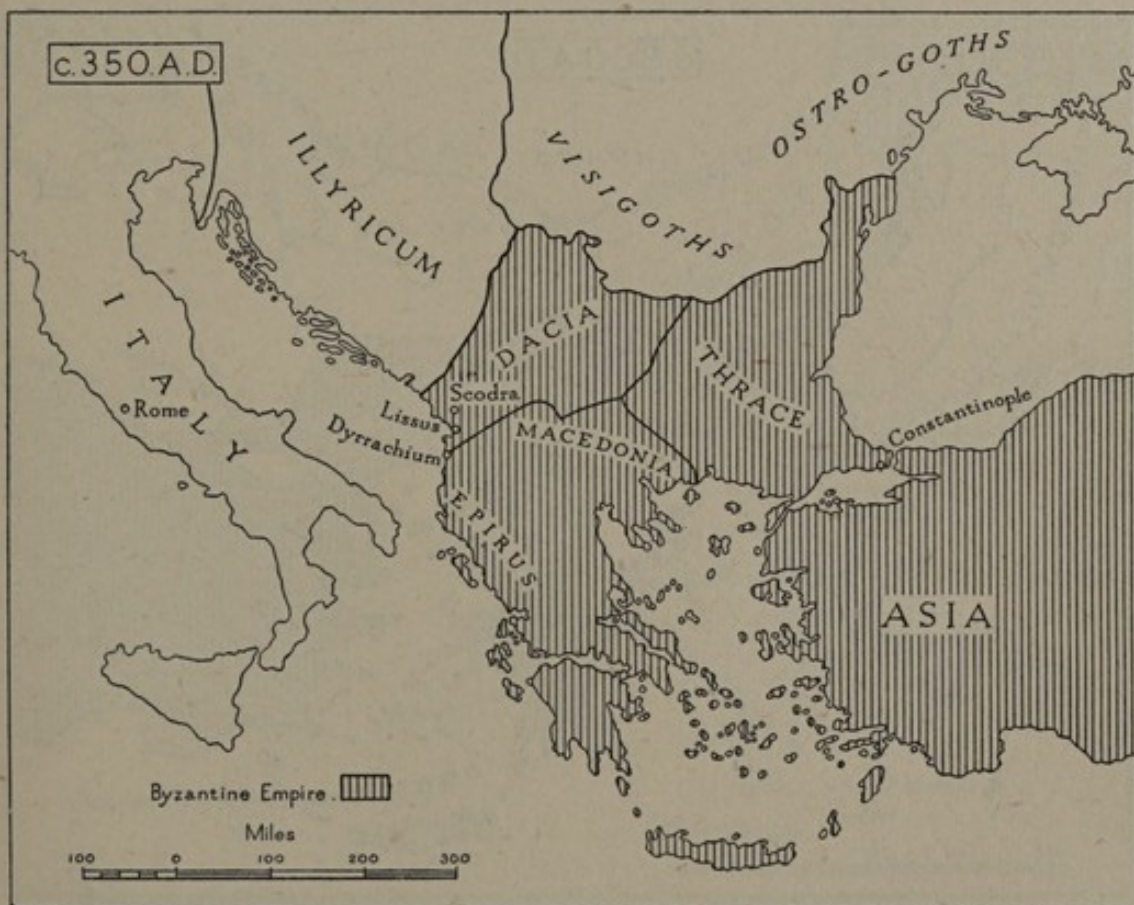 c.350.A.D.
ILLYRICUM
VISIGOTHS
OSTRO-GOTHS
ITALY
Rome
DACIA
Scodra
Lissus
Dyrrachium
MACEDONIA
THRACE
Constantinople
EPIRUS
ASIA
Byzantine Empire.
Miles
100 0 100 200 300